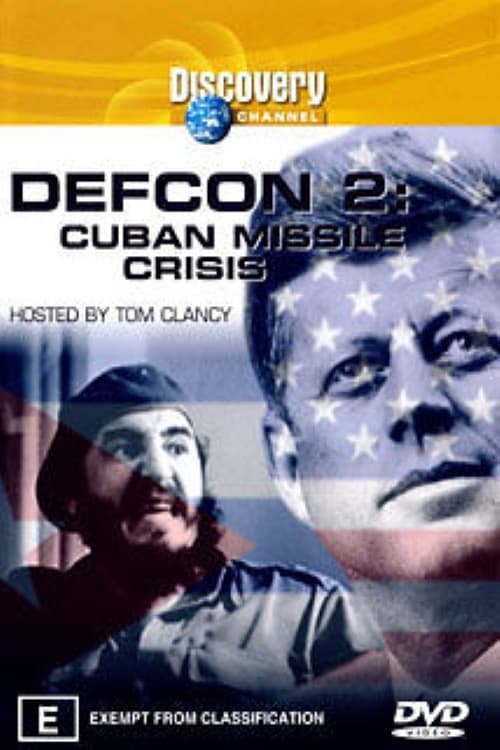 Discovery
CHANNEL
DEFCON 2:
CUBAN MISSILE
CRISIS
HOSTED BY TOM CLANCY
E EXEMPT FROM CLASSIFICATION
DVD
VIDEO